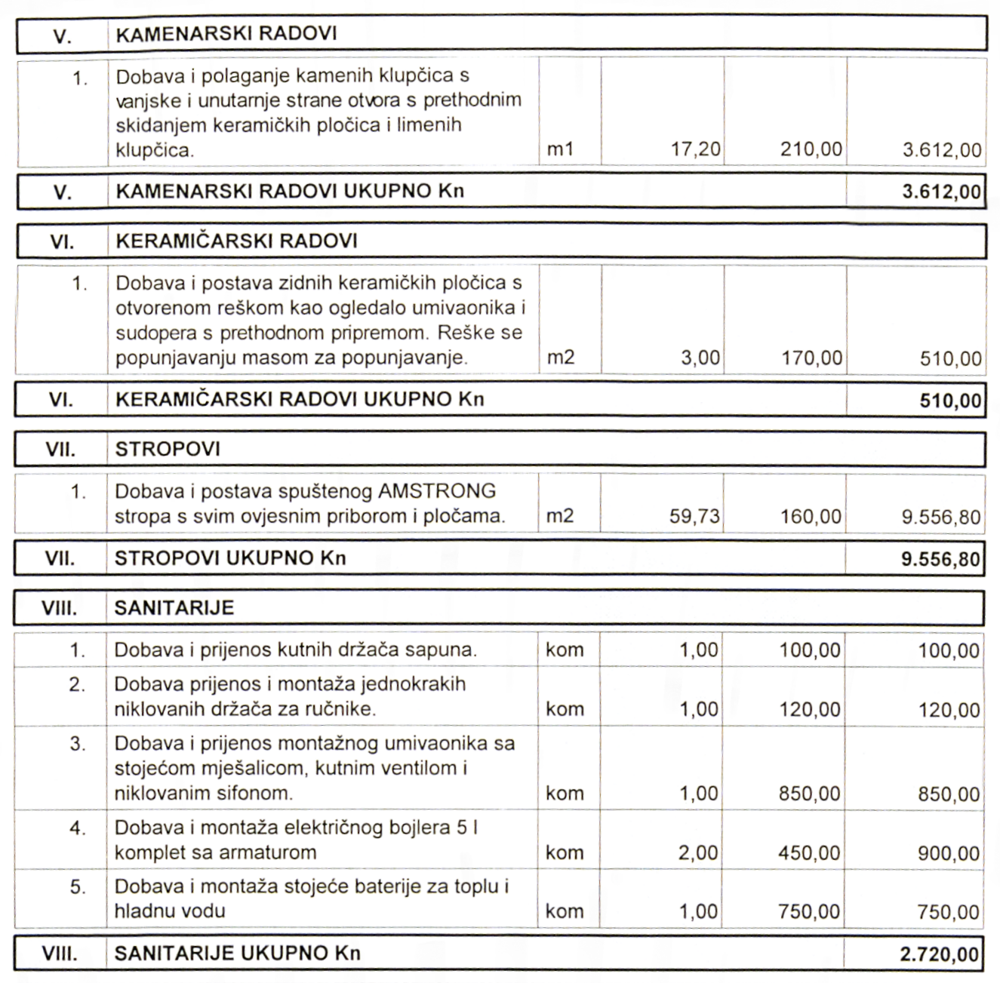 V. KAMENARSKI RADOVI
1. Dobava i polaganje kamenih klupčica s
vanjske i unutarnje strane otvora s prethodnim
skidanjem keramičkih pločica i limenih
klupčica. m1 17,20 210,00 3.612,00
V. KAMENARSKI RADOVI UKUPNO Kn 3.612,00
VI. KERAMIČARSKI RADOVI
1. Dobava i postava zidnih keramičkih pločica s
otvorenom reškom kao ogledalo umivaonika i
sudopera s prethodnom pripremom. Reške se
popunjavanju masom za popunjavanje. m2 3,00 170,00 510,00
VI. KERAMIČARSKI RADOVI UKUPNO Kn 510,00
VII. STROPOVI
1. Dobava i postava spuštenog AMSTRONG
stropa s svim ovjesnim priborom i pločama. m2 59,73 160,00 9.556,80
VII. STROPOVI UKUPNO Kn 9.556,80
VIII. SANITARIJE
1. Dobava i prijenos kutnih držača sapuna. kom 1,00 100,00 100,00
2. Dobava prijenos i montaža jednokrakih
niklovanih držača za ručnike. kom 1,00 120,00 120,00
3. Dobava i prijenos montažnog umivaonika sa
stojećom mješalicom, kutnim ventilom i
niklovanim sifonom. kom 1,00 850,00 850,00
4. Dobava i montaža električnog bojlera 5 l
komplet sa armaturom kom 2,00 450,00 900,00
5. Dobava i montaža stojeće baterije za toplu i
hladnu vodu kom 1,00 750,00 750,00
VIII. SANITARIJE UKUPNO Kn 2.720,00